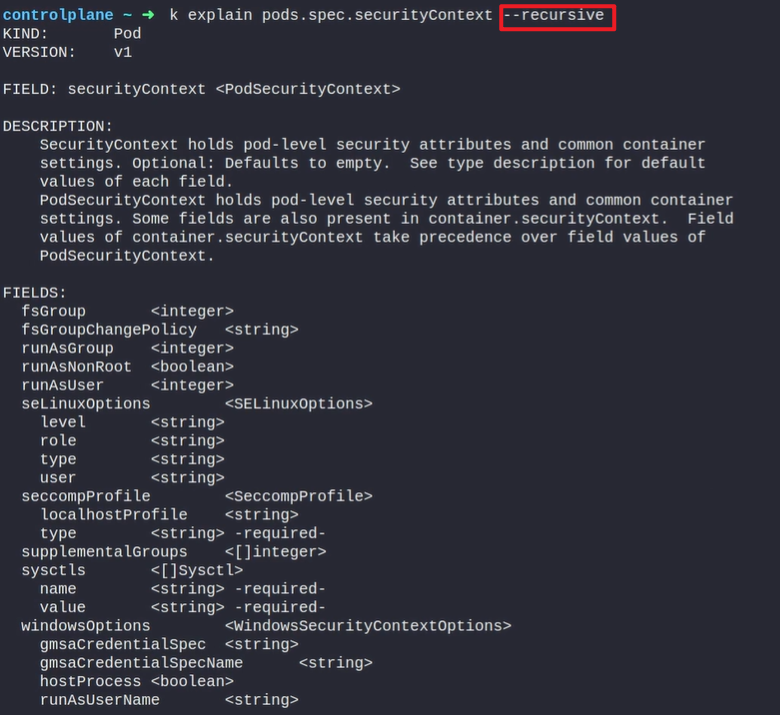 controlplane ~ ➜  k explain pods.spec.securityContext --recursive
KIND:       Pod
VERSION:    v1

FIELD: securityContext <PodSecurityContext>

DESCRIPTION:
    SecurityContext holds pod-level security attributes and common container
    settings. Optional: Defaults to empty.  See type description for default
    values of each field.
    PodSecurityContext holds pod-level security attributes and common container
    settings. Some fields are also present in container.securityContext.  Field
    values of container.securityContext take precedence over field values of
    PodSecurityContext.

FIELDS:
  fsGroup       <integer>
  fsGroupChangePolicy   <string>
  runAsGroup    <integer>
  runAsNonRoot  <boolean>
  runAsUser     <integer>
  seLinuxOptions        <SELinuxOptions>
    level       <string>
    role        <string>
    type        <string>
    user        <string>
  seccompProfile        <SeccompProfile>
    localhostProfile    <string>
    type        <string> -required-
  supplementalGroups    <[]integer>
  sysctls       <[]Sysctl>
    name        <string> -required-
    value       <string> -required-
  windowsOptions        <WindowsSecurityContextOptions>
    gmsaCredentialSpec  <string>
    gmsaCredentialSpecName      <string>
    hostProcess <boolean>
    runAsUserName       <string>